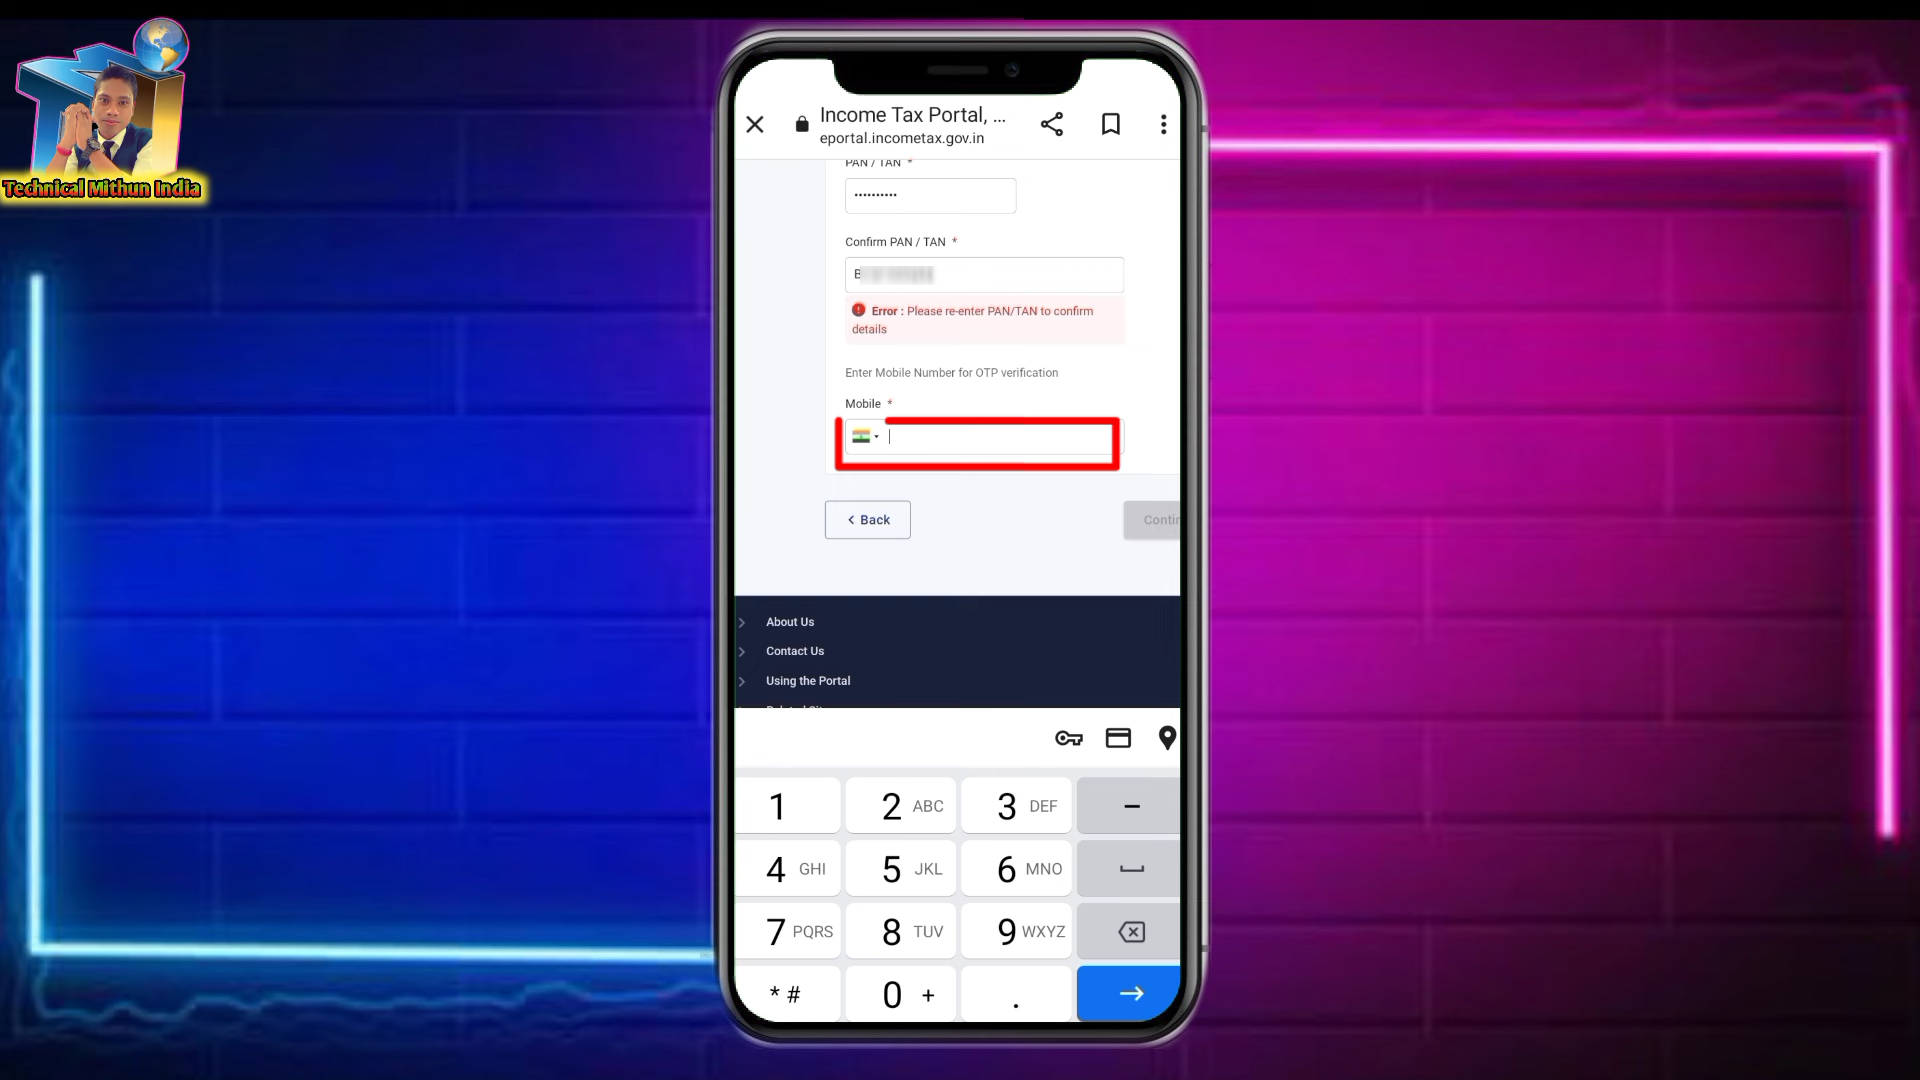 Technical Mithun India
Income Tax Portal, ...
eportal.incometax.gov.in
PAN / TAN *
••••••••••
Confirm PAN / TAN *
B
Error : Please re-enter PAN/TAN to confirm
details
Enter Mobile Number for OTP verification
Mobile *
Back
Contin
About Us
Contact Us
Using the Portal
1
2 ABC
3 DEF
-
4 GHI
5 JKL
6 MNO
7 PQRS
8 TUV
9 WXYZ
* #
0 +
.